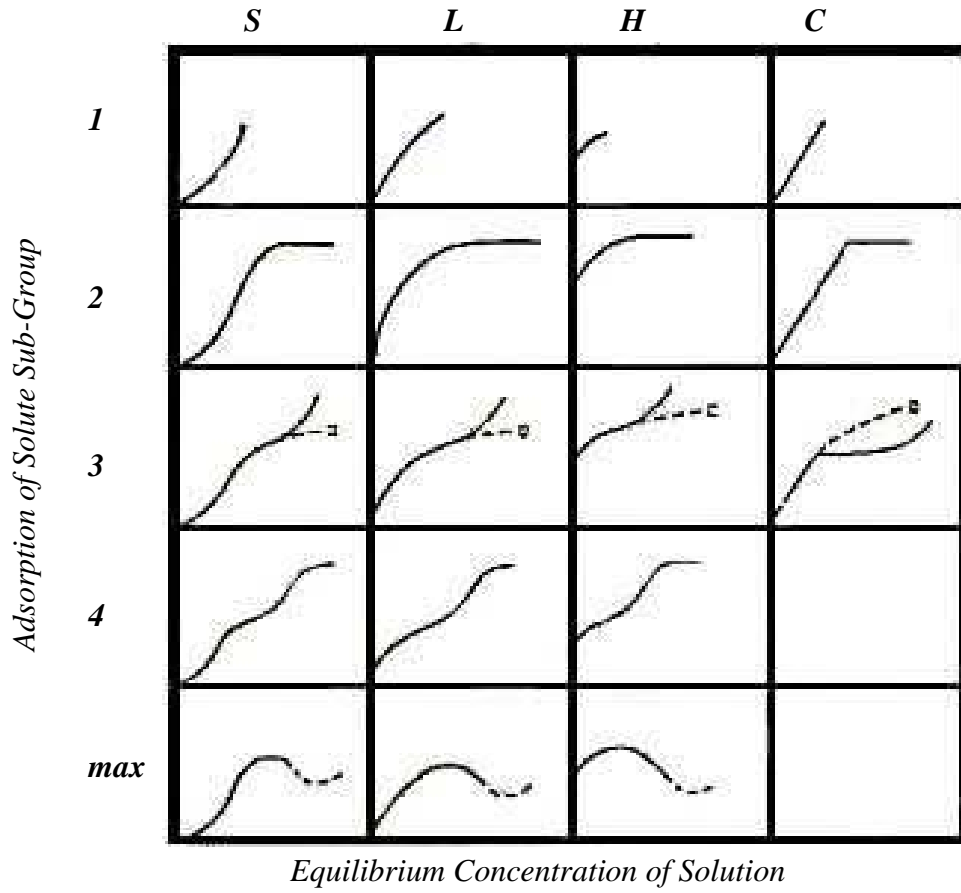 S L H C
1
2
3
4
max
Adsorption of Solute Sub-Group
Equilibrium Concentration of Solution